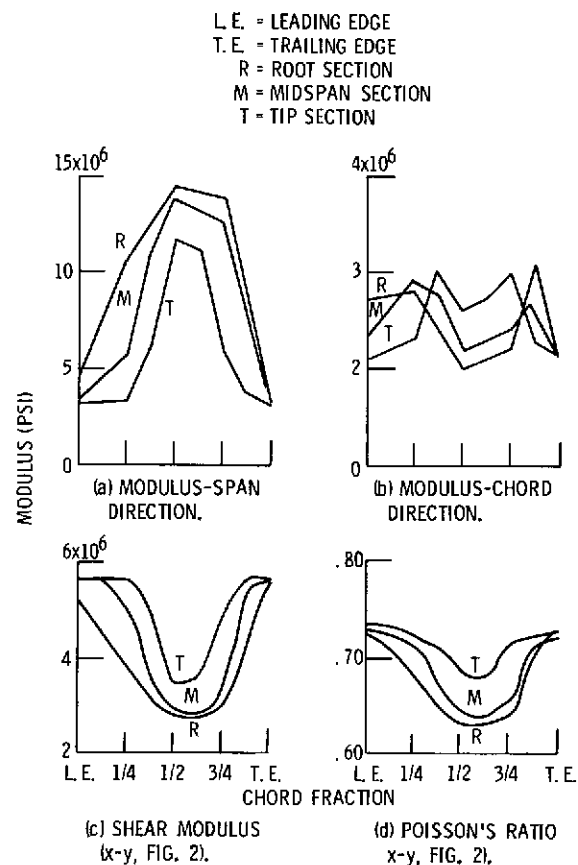 L. E. = LEADING EDGE
T. E. = TRAILING EDGE
R = ROOT SECTION
M = MIDSPAN SECTION
T = TIP SECTION
15x10⁶
10
5
0
R
M
T
(a) MODULUS-SPAN
DIRECTION.
4x10⁶
3
2
0
R
M
T
(b) MODULUS-CHORD
DIRECTION.
MODULUS (PSI)
6x10⁶
4
2
T
M
R
L. E. 1/4 1/2 3/4 T. E.
.80
.70
.60
T
M
R
L. E. 1/4 1/2 3/4 T. E.
CHORD FRACTION
(c) SHEAR MODULUS
(x-y, FIG. 2).
(d) POISSON'S RATIO
x-y, FIG. 2).